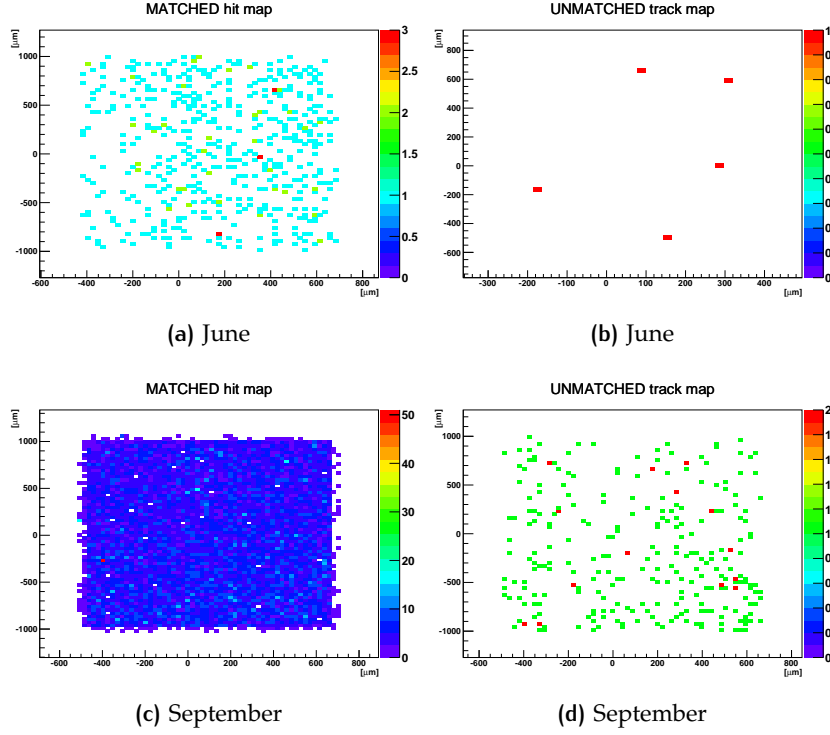 MATCHED hit map
[μm]
1000
500
0
-500
-1000
-600 -400 -200 0 200 400 600 800
[μm]
3
2.5
2
1.5
1
0.5
0
(a) June
UNMATCHED track map
[μm]
800
600
400
200
0
-200
-400
-600
-300 -200 -100 0 100 200 300 400
[μm]
(b) June
MATCHED hit map
[μm]
1000
500
0
-500
-1000
-600 -400 -200 0 200 400 600 800
[μm]
50
40
30
20
10
0
(c) September
UNMATCHED track map
[μm]
1000
500
0
-500
-1000
-600 -400 -200 0 200 400 600 800
[μm]
(d) September